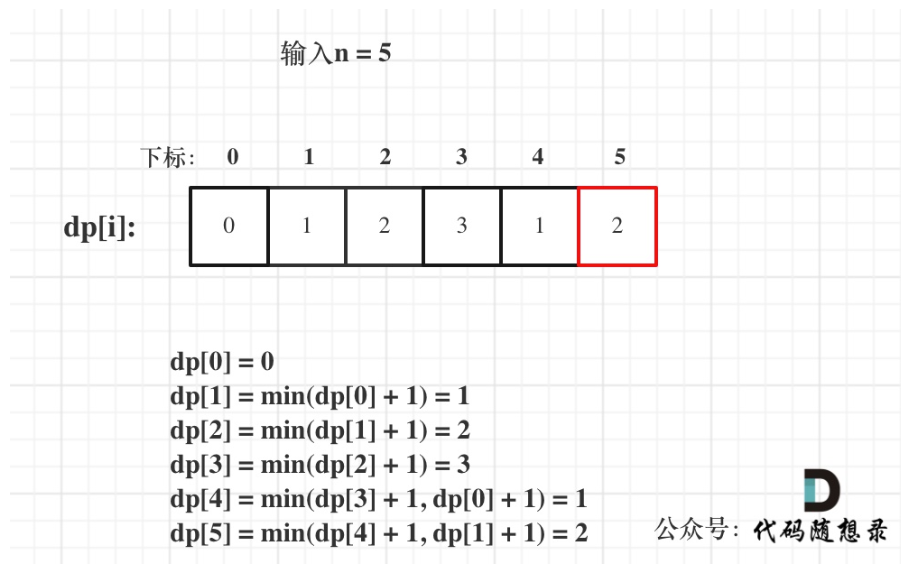 输入n = 5
下标: 0 1 2 3 4 5
dp[i]: 0 1 2 3 1 2
dp[0] = 0
dp[1] = min(dp[0] + 1) = 1
dp[2] = min(dp[1] + 1) = 2
dp[3] = min(dp[2] + 1) = 3
dp[4] = min(dp[3] + 1, dp[0] + 1) = 1
dp[5] = min(dp[4] + 1, dp[1] + 1) = 2
公众号: 代码随想录